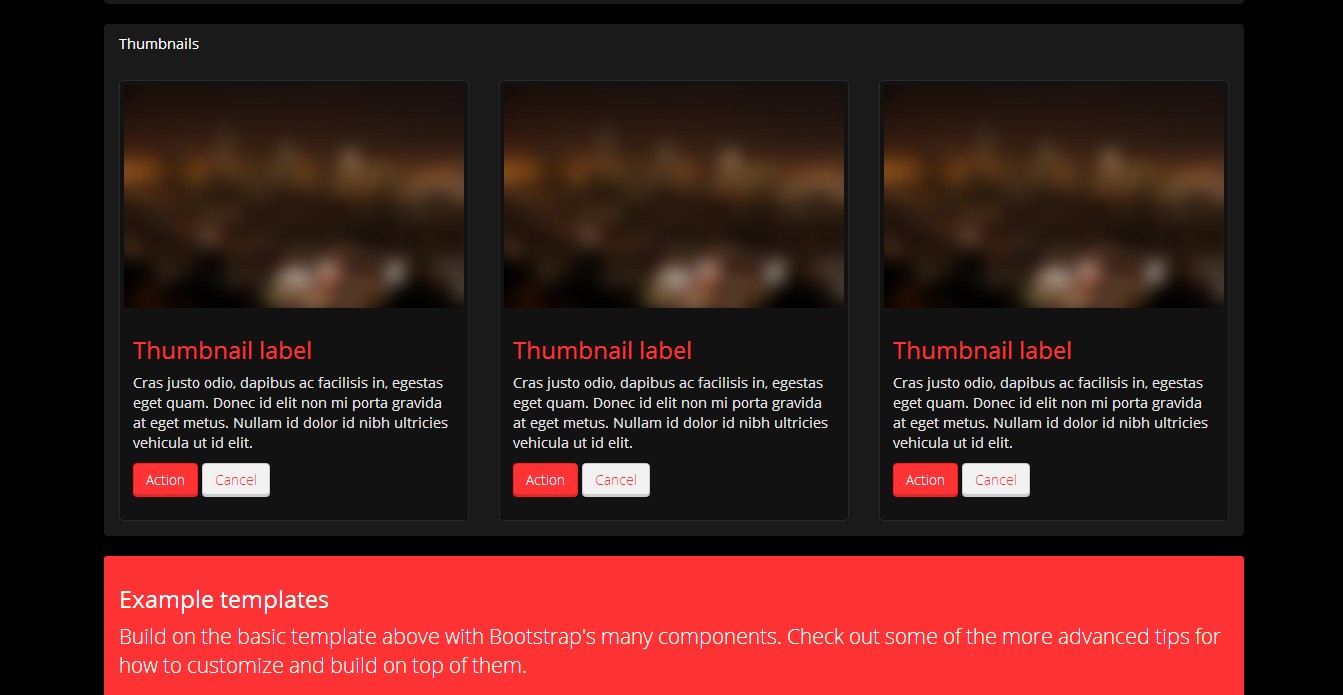 Thumbnails
Thumbnail label
Cras justo odio, dapibus ac facilisis in, egestas
eget quam. Donec id elit non mi porta gravida
at eget metus. Nullam id dolor id nibh ultricies
vehicula ut id elit.
Action Cancel
Thumbnail label
Cras justo odio, dapibus ac facilisis in, egestas
eget quam. Donec id elit non mi porta gravida
at eget metus. Nullam id dolor id nibh ultricies
vehicula ut id elit.
Action Cancel
Thumbnail label
Cras justo odio, dapibus ac facilisis in, egestas
eget quam. Donec id elit non mi porta gravida
at eget metus. Nullam id dolor id nibh ultricies
vehicula ut id elit.
Action Cancel
Example templates
Build on the basic template above with Bootstrap's many components. Check out some of the more advanced tips for
how to customize and build on top of them.